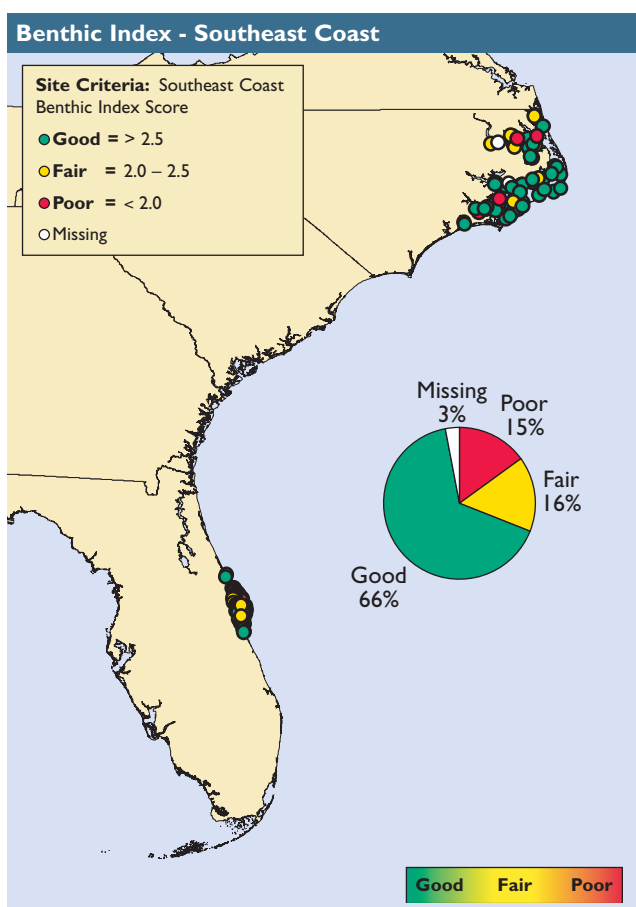 Benthic Index - Southeast Coast
Site Criteria: Southeast Coast
Benthic Index Score
Good = > 2.5
Fair = 2.0 – 2.5
Poor = < 2.0
Missing
Missing
3%
Poor
15%
Fair
16%
Good
66%
Good Fair Poor